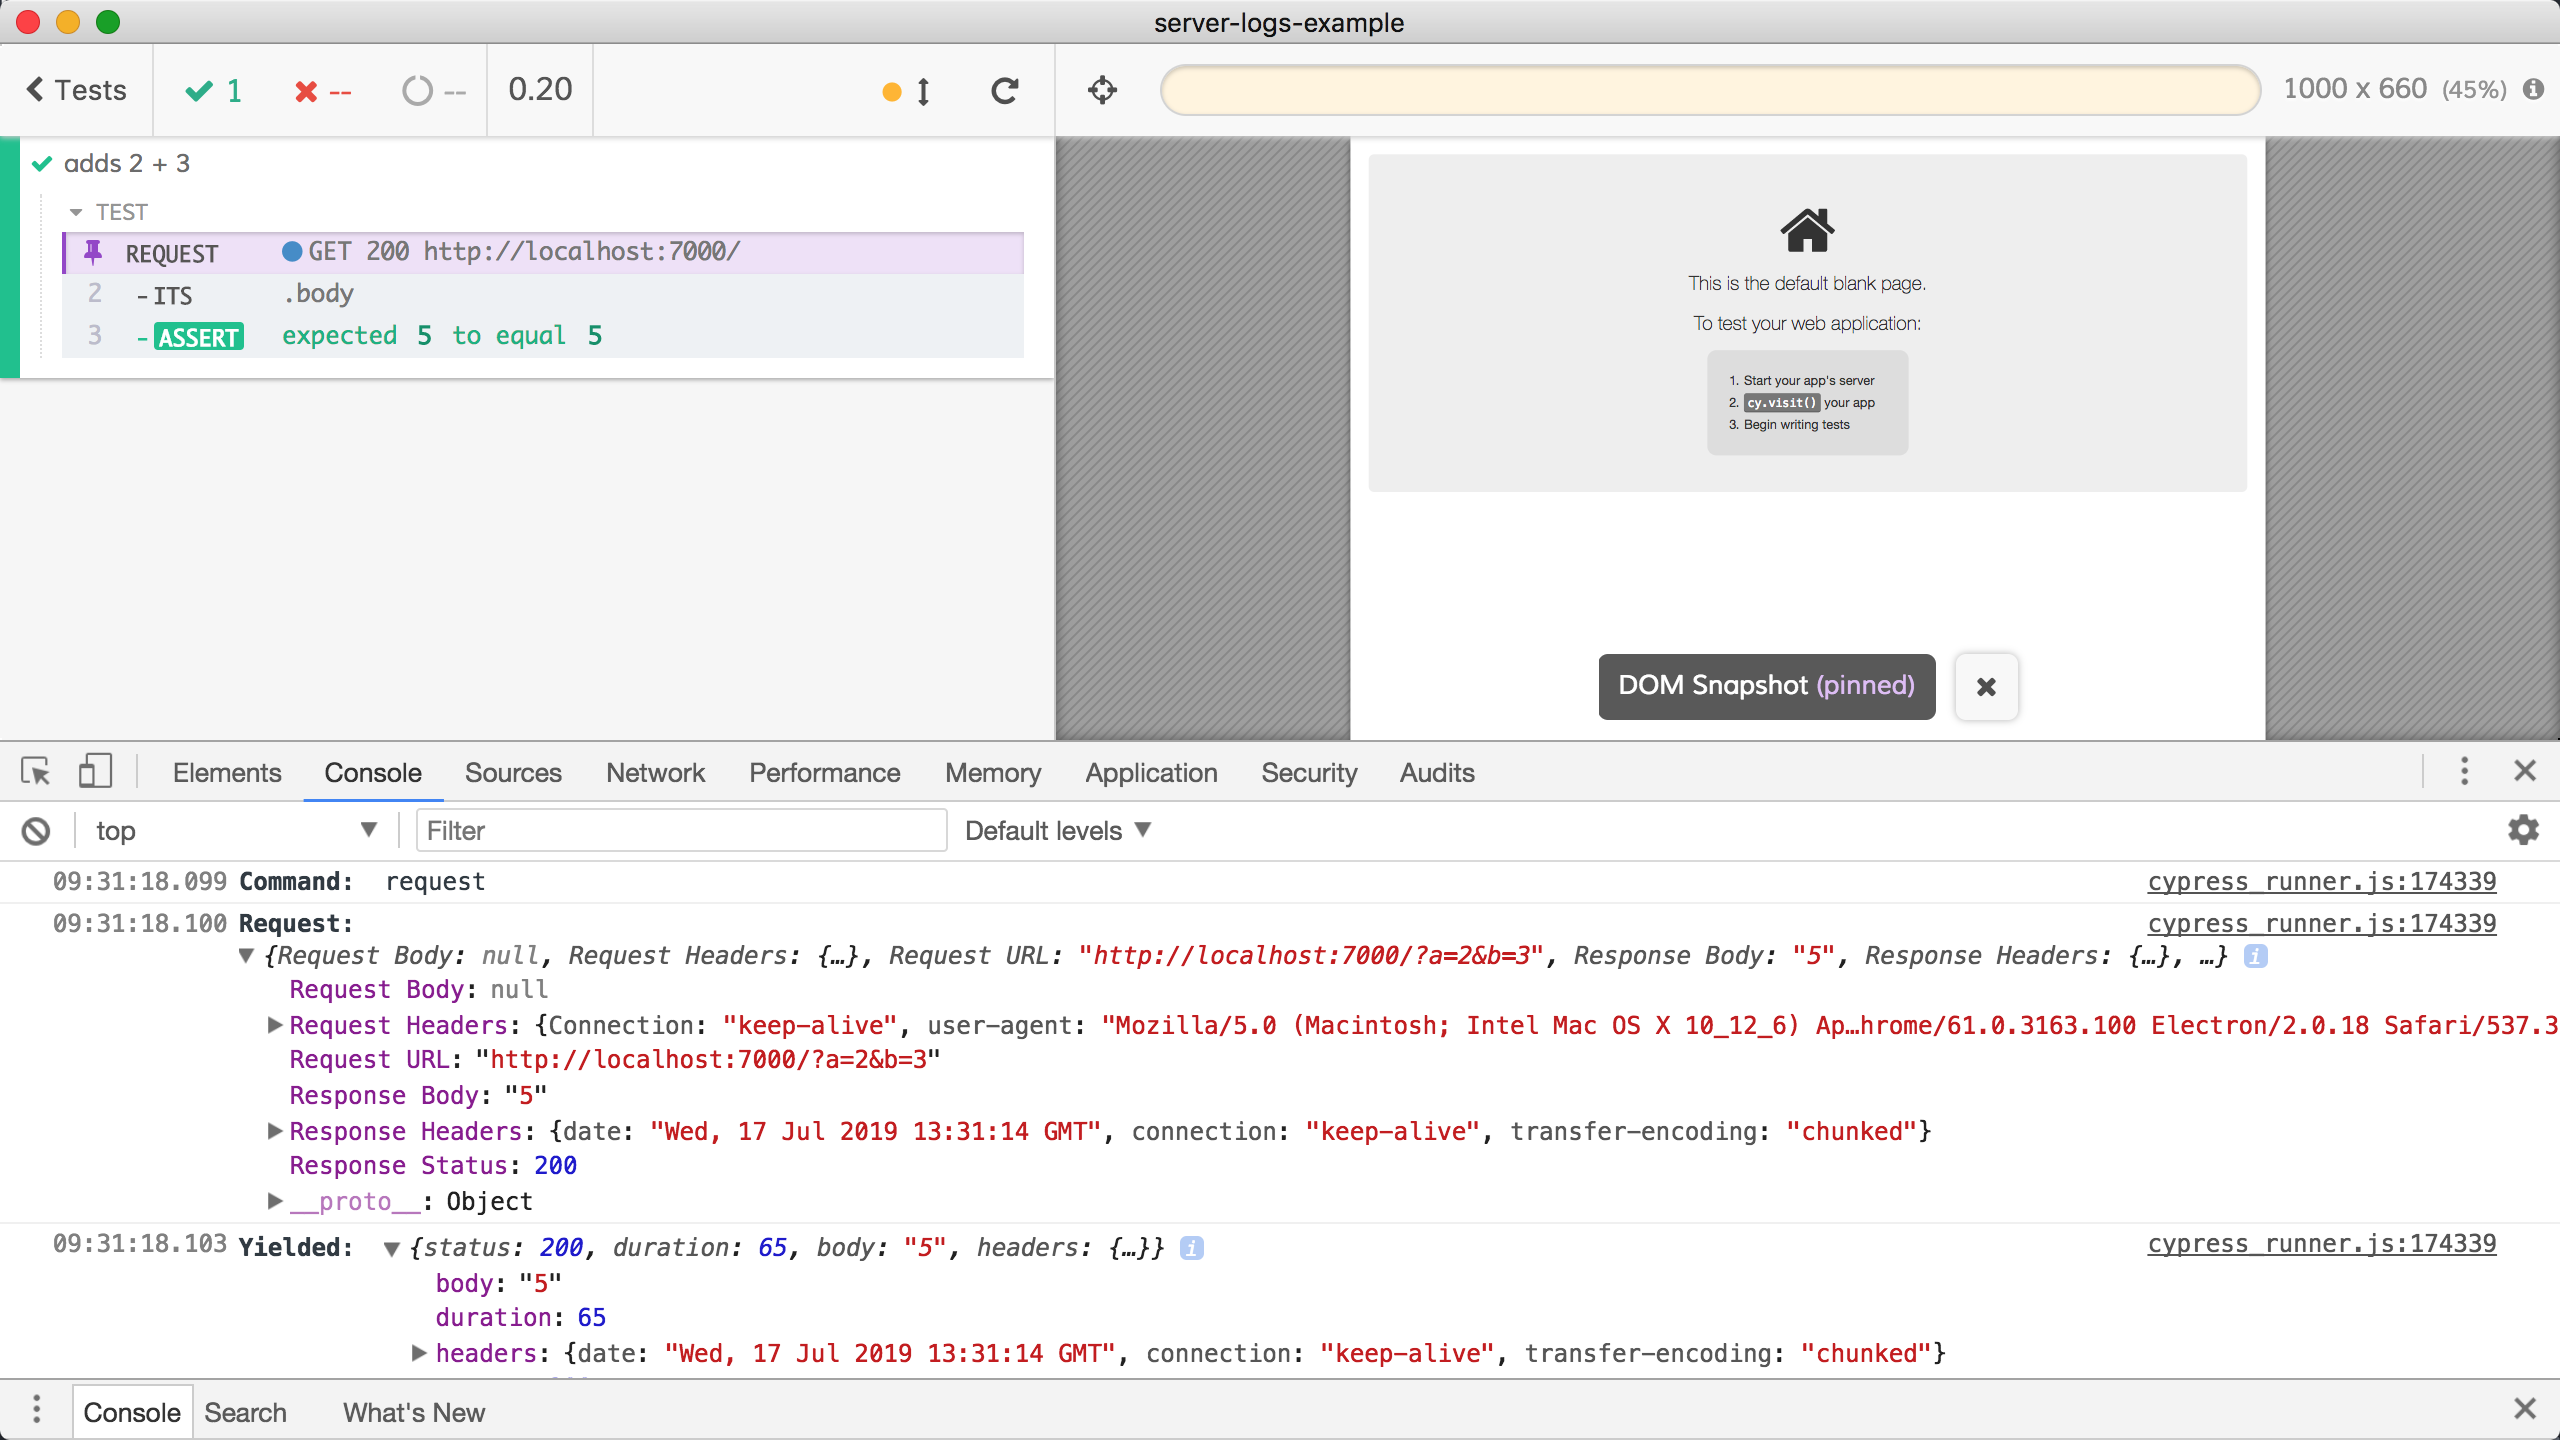 server-logs-example
Tests 1 -- -- 0.20 1000 x 660 (45%)
adds 2 + 3
TEST
REQUEST GET 200 http://localhost:7000/
2 -ITS .body
3 -ASSERT expected 5 to equal 5
This is the default blank page.
To test your web application:
1. Start your app's server
2. cy.visit() your app
3. Begin writing tests
DOM Snapshot (pinned)
Elements Console Sources Network Performance Memory Application Security Audits
top Filter Default levels
09:31:18.099 Command: request cypress_runner.js:174339
09:31:18.100 Request: cypress_runner.js:174339
{Request Body: null, Request Headers: {…}, Request URL: "http://localhost:7000/?a=2&b=3", Response Body: "5", Response Headers: {…}, …}
Request Body: null
Request Headers: {Connection: "keep-alive", user-agent: "Mozilla/5.0 (Macintosh; Intel Mac OS X 10_12_6) Ap…hrome/61.0.3163.100 Electron/2.0.18 Safari/537.3
Request URL: "http://localhost:7000/?a=2&b=3"
Response Body: "5"
Response Headers: {date: "Wed, 17 Jul 2019 13:31:14 GMT", connection: "keep-alive", transfer-encoding: "chunked"}
Response Status: 200
__proto__: Object
09:31:18.103 Yielded: {status: 200, duration: 65, body: "5", headers: {…}} cypress_runner.js:174339
body: "5"
duration: 65
headers: {date: "Wed, 17 Jul 2019 13:31:14 GMT", connection: "keep-alive", transfer-encoding: "chunked"}
Console Search What's New